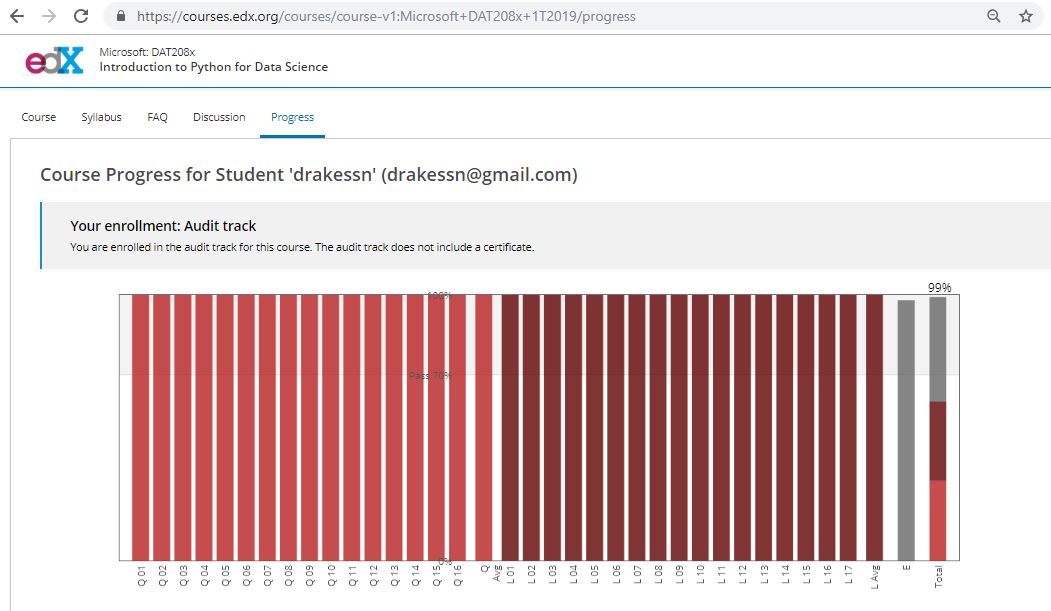 https://courses.edx.org/courses/course-v1:Microsoft+DAT208x+1T2019/progress
edX
Microsoft: DAT208x
Introduction to Python for Data Science
Course Syllabus FAQ Discussion Progress
Course Progress for Student 'drakessn' (drakessn@gmail.com)
Your enrollment: Audit track
You are enrolled in the audit track for this course. The audit track does not include a certificate.
99%
100%
Pass 70%
0%
Q 01 Q 02 Q 03 Q 04 Q 05 Q 06 Q 07 Q 08 Q 09 Q 10 Q 11 Q 12 Q 13 Q 14 Q 15 Q 16 Q Avg L 01 L 02 L 03 L 04 L 05 L 06 L 07 L 08 L 09 L 10 L 11 L 12 L 13 L 14 L 15 L 16 L 17 L Avg E Total